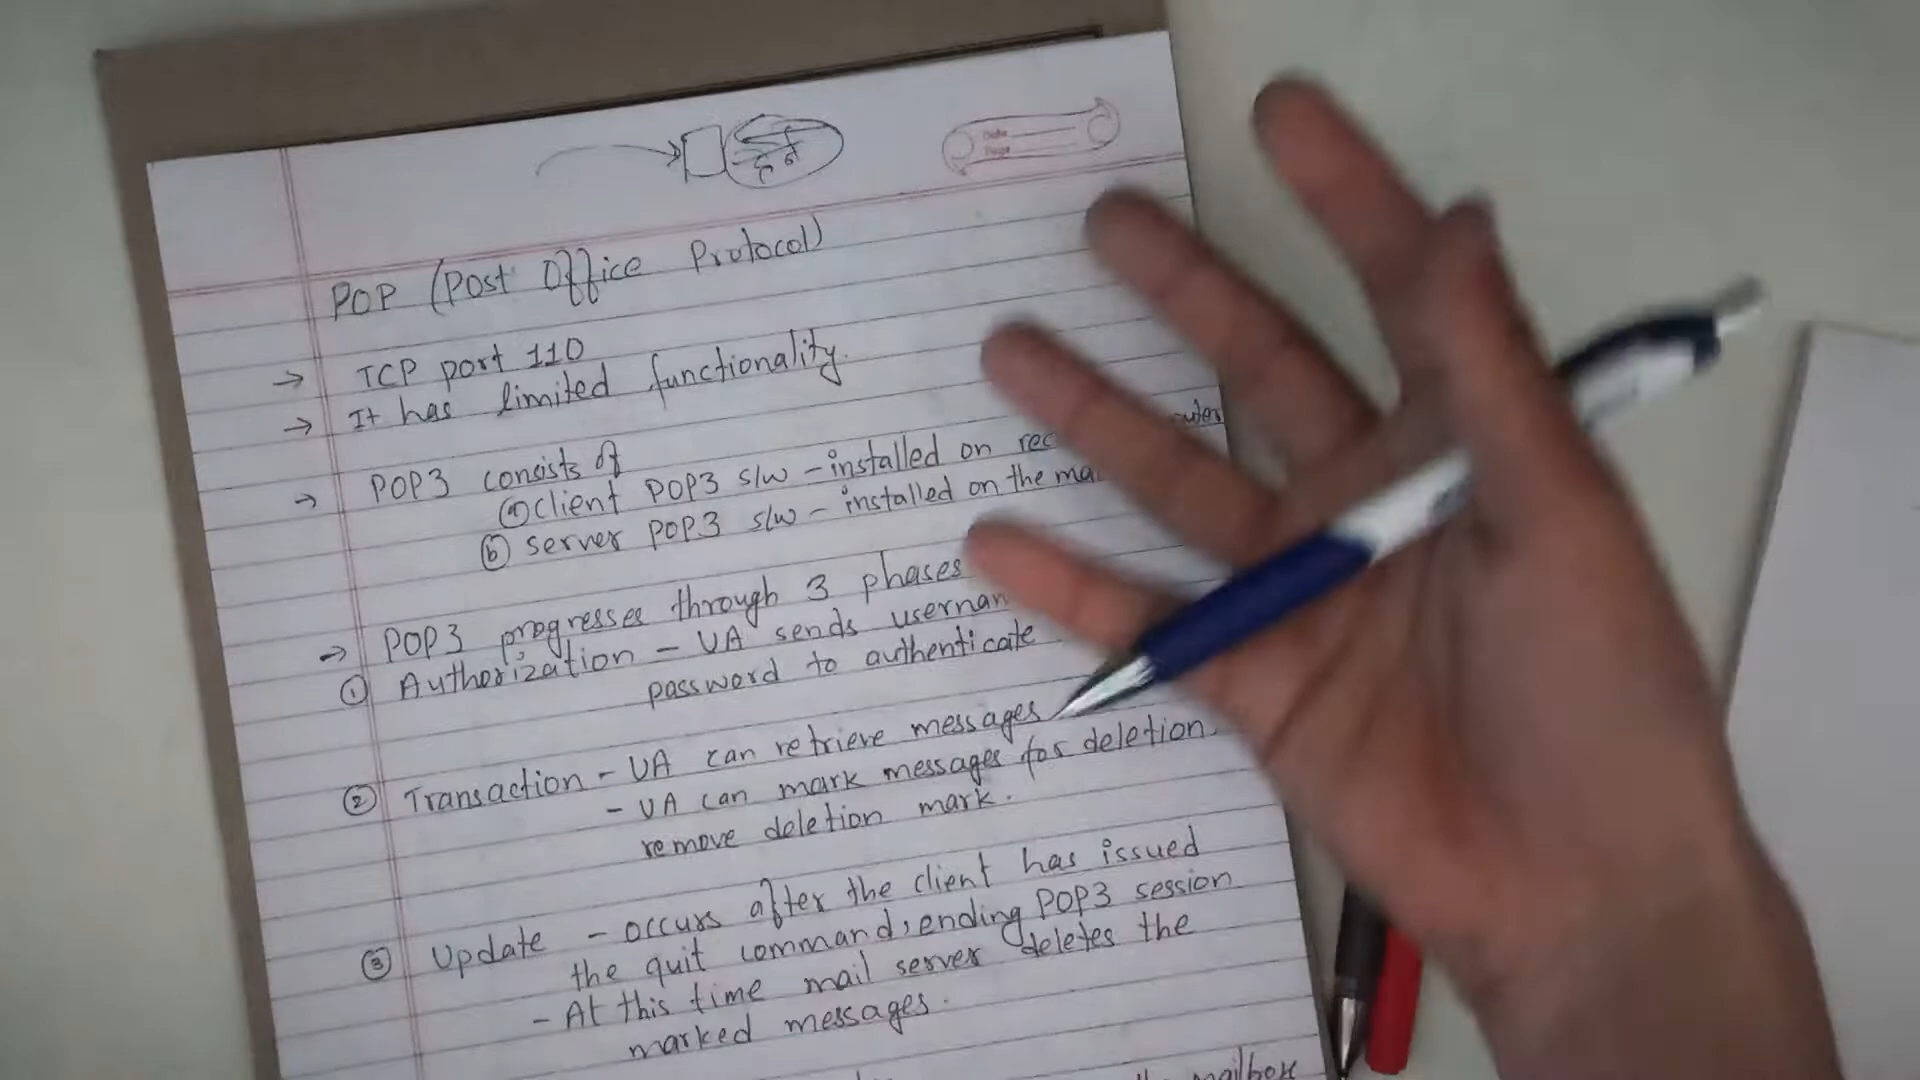 Date
Page
POP (Post Office Protocol)
→ TCP port 110
→ It has limited functionality.
→ POP3 consists of
ⓐ Client POP3 s/w - installed on
ⓑ server POP3 s/w - installed on the
→ POP3 progresses through 3 phases
① Authorization - UA sends
password to authenticate
② Transaction - UA can retrieve messages
- UA can mark messages for deletion.
remove deletion mark.
③ Update - occurs after the client has issued
the quit command, ending POP3 session
- At this time mail server deletes the
marked messages.
mailbox